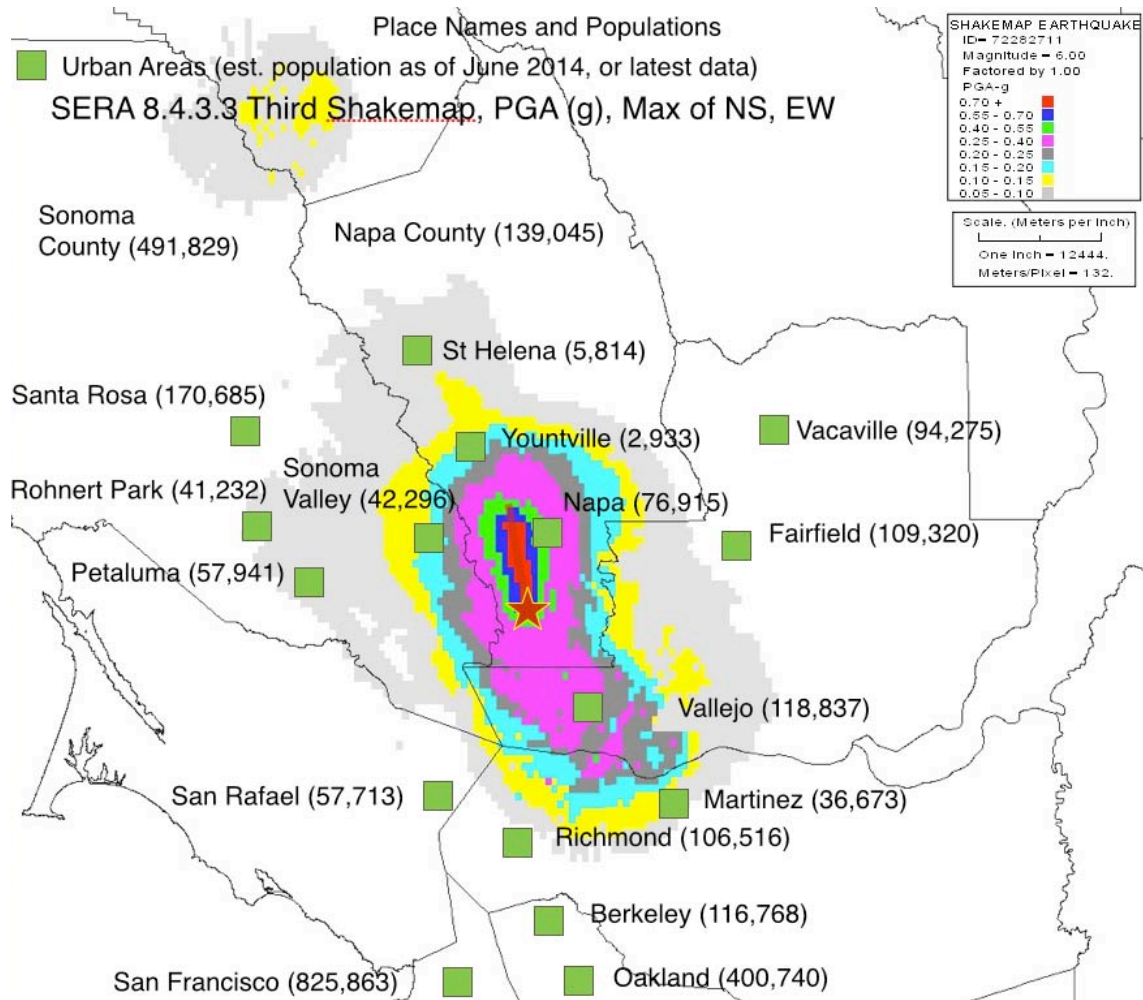 Place Names and Populations
Urban Areas (est. population as of June 2014, or latest data)
SERA 8.4.3.3 Third Shakemap, PGA (g), Max of NS, EW
SHAKEMAP EARTHQUAKE
ID= 72282711
Magnitude = 6.00
Factored by 1.00
PGA-g
0.70 +
0.55 - 0.70
0.40 - 0.55
0.25 - 0.40
0.20 - 0.25
0.15 - 0.20
0.10 - 0.15
0.05 - 0.10
Scale. (Meters per Inch)
One Inch = 12444.
Meters/Pixel = 132.
Sonoma
County (491,829)
Napa County (139,045)
St Helena (5,814)
Santa Rosa (170,685)
Yountville (2,933)
Vacaville (94,275)
Sonoma
Valley (42,296)
Rohnert Park (41,232)
Napa (76,915)
Fairfield (109,320)
Petaluma (57,941)
Vallejo (118,837)
San Rafael (57,713)
Martinez (36,673)
Richmond (106,516)
Berkeley (116,768)
San Francisco (825,863)
Oakland (400,740)